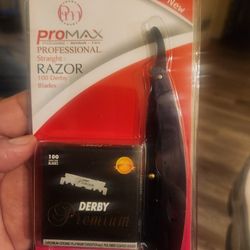 New
PROMAX
PROFESSIONAL
Straight
RAZOR
100 Derby
Blades
100
DERBY
Premium